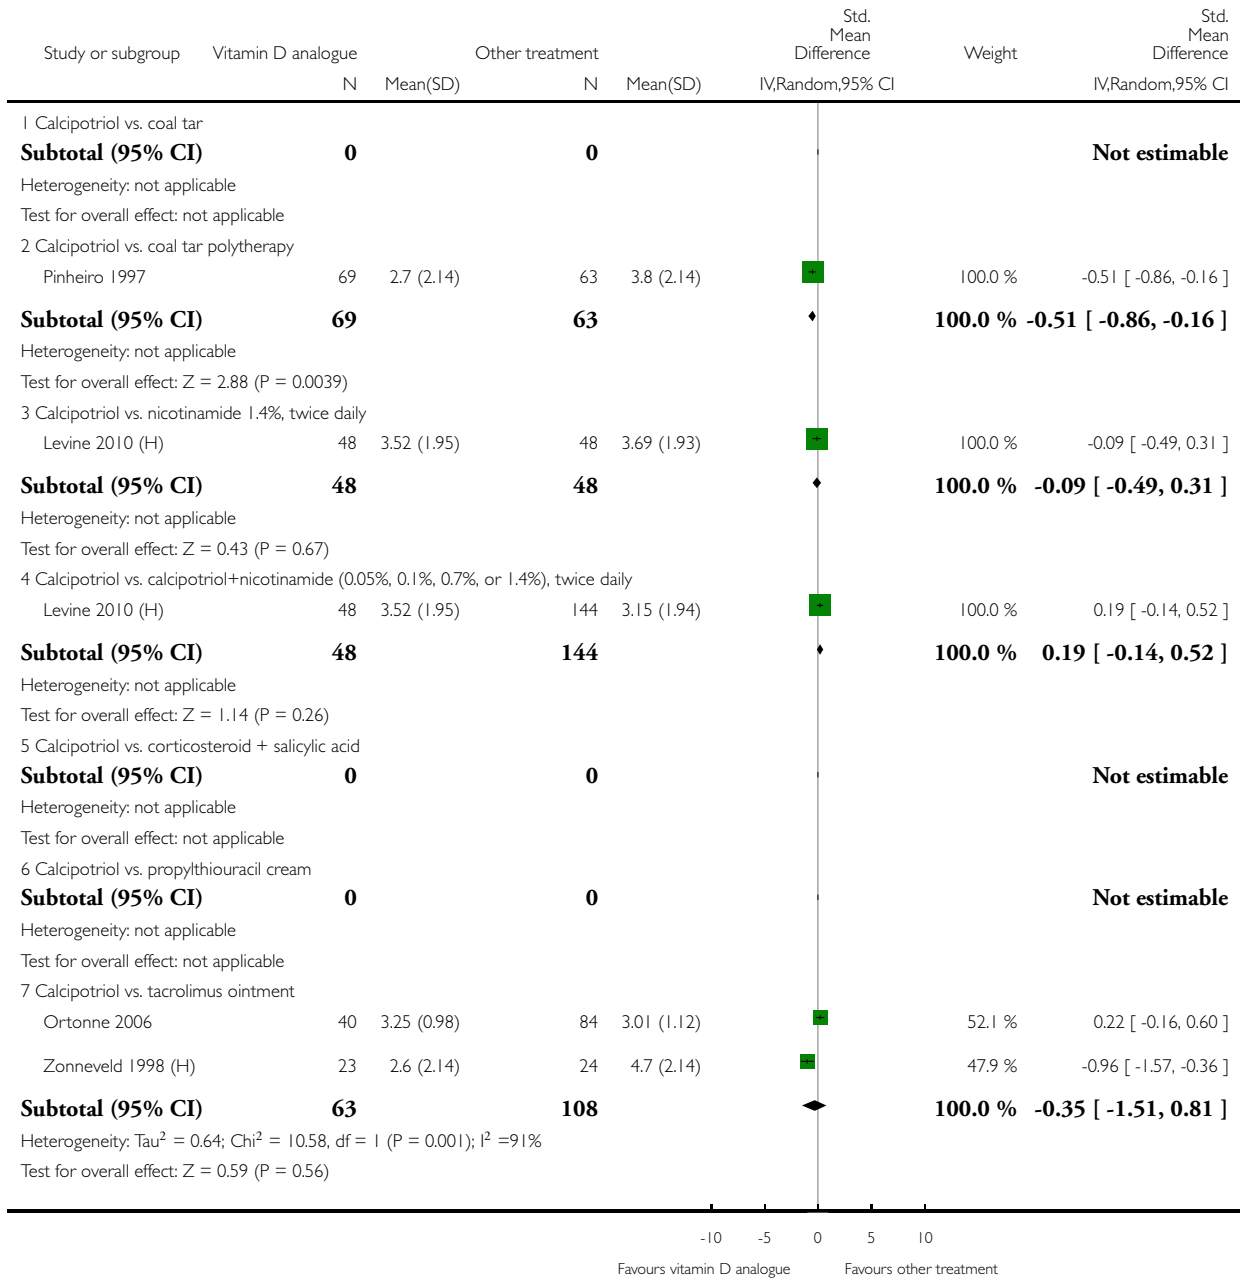 Std.
Mean
Difference
Std.
Mean
Difference
Study or subgroup Vitamin D analogue Other treatment Weight
N Mean(SD) N Mean(SD) IV,Random,95% CI IV,Random,95% CI
1 Calcipotriol vs. coal tar
Subtotal (95% CI) 0 0 Not estimable
Heterogeneity: not applicable
Test for overall effect: not applicable
2 Calcipotriol vs. coal tar polytherapy
Pinheiro 1997 69 2.7 (2.14) 63 3.8 (2.14) 100.0 % -0.51 [ -0.86, -0.16 ]
Subtotal (95% CI) 69 63 100.0 % -0.51 [ -0.86, -0.16 ]
Heterogeneity: not applicable
Test for overall effect: Z = 2.88 (P = 0.0039)
3 Calcipotriol vs. nicotinamide 1.4%, twice daily
Levine 2010 (H) 48 3.52 (1.95) 48 3.69 (1.93) 100.0 % -0.09 [ -0.49, 0.31 ]
Subtotal (95% CI) 48 48 100.0 % -0.09 [ -0.49, 0.31 ]
Heterogeneity: not applicable
Test for overall effect: Z = 0.43 (P = 0.67)
4 Calcipotriol vs. calcipotriol+nicotinamide (0.05%, 0.1%, 0.7%, or 1.4%), twice daily
Levine 2010 (H) 48 3.52 (1.95) 144 3.15 (1.94) 100.0 % 0.19 [ -0.14, 0.52 ]
Subtotal (95% CI) 48 144 100.0 % 0.19 [ -0.14, 0.52 ]
Heterogeneity: not applicable
Test for overall effect: Z = 1.14 (P = 0.26)
5 Calcipotriol vs. corticosteroid + salicylic acid
Subtotal (95% CI) 0 0 Not estimable
Heterogeneity: not applicable
Test for overall effect: not applicable
6 Calcipotriol vs. propylthiouracil cream
Subtotal (95% CI) 0 0 Not estimable
Heterogeneity: not applicable
Test for overall effect: not applicable
7 Calcipotriol vs. tacrolimus ointment
Ortonne 2006 40 3.25 (0.98) 84 3.01 (1.12) 52.1 % 0.22 [ -0.16, 0.60 ]
Zonneveld 1998 (H) 23 2.6 (2.14) 24 4.7 (2.14) 47.9 % -0.96 [ -1.57, -0.36 ]
Subtotal (95% CI) 63 108 100.0 % -0.35 [ -1.51, 0.81 ]
Heterogeneity: Tau² = 0.64; Chi² = 10.58, df = 1 (P = 0.001); I² =91%
Test for overall effect: Z = 0.59 (P = 0.56)
-10 -5 0 5 10
Favours vitamin D analogue Favours other treatment